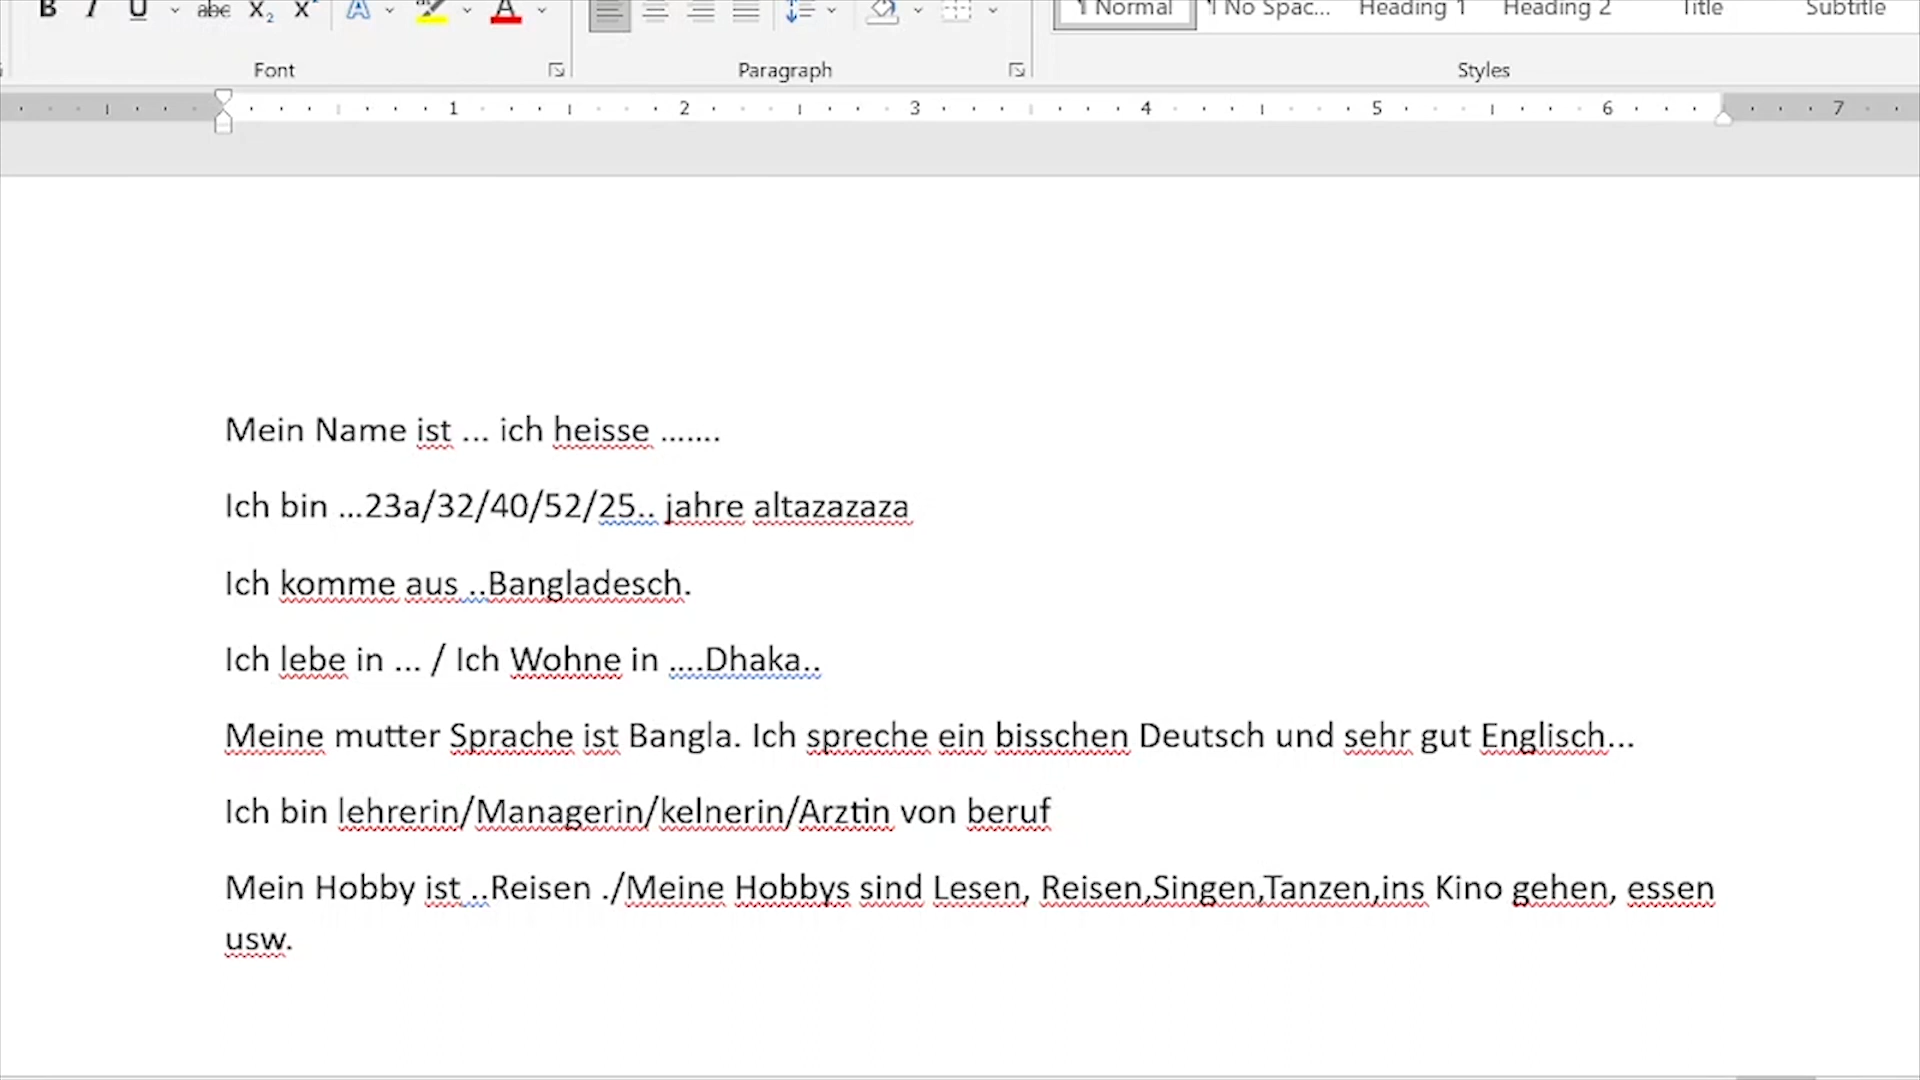 B I U abc X₂ X² A A
¶ Normal ¶ No Spac... Heading 1 Heading 2 Title Subtitle
Font Paragraph Styles
1 2 3 4 5 6 7
Mein Name ist ... ich heisse .......
Ich bin ...23a/32/40/52/25.. jahre altazazaza
Ich komme aus ..Bangladesch.
Ich lebe in ... / Ich Wohne in ....Dhaka..
Meine mutter Sprache ist Bangla. Ich spreche ein bisschen Deutsch und sehr gut Englisch...
Ich bin lehrerin/Managerin/kelnerin/Arztin von beruf
Mein Hobby ist ..Reisen ./Meine Hobbys sind Lesen, Reisen,Singen,Tanzen,ins Kino gehen, essen
usw.